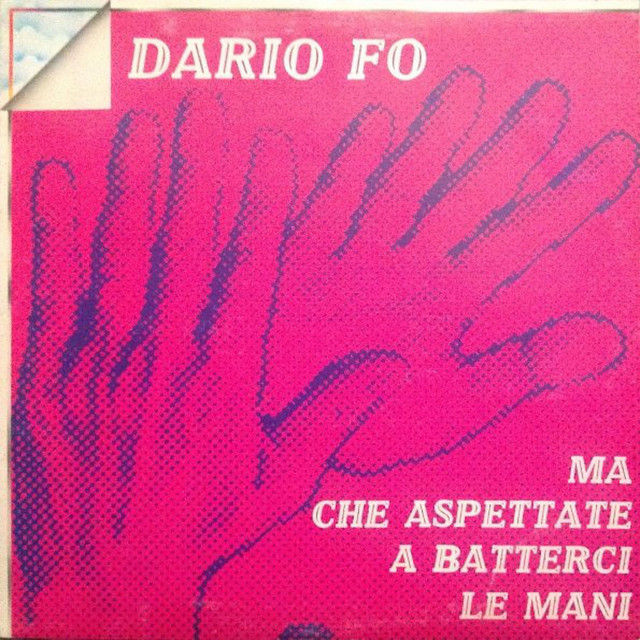 DARIO FO
MA
CHE ASPETTATE
A BATTERCI
LE MANI